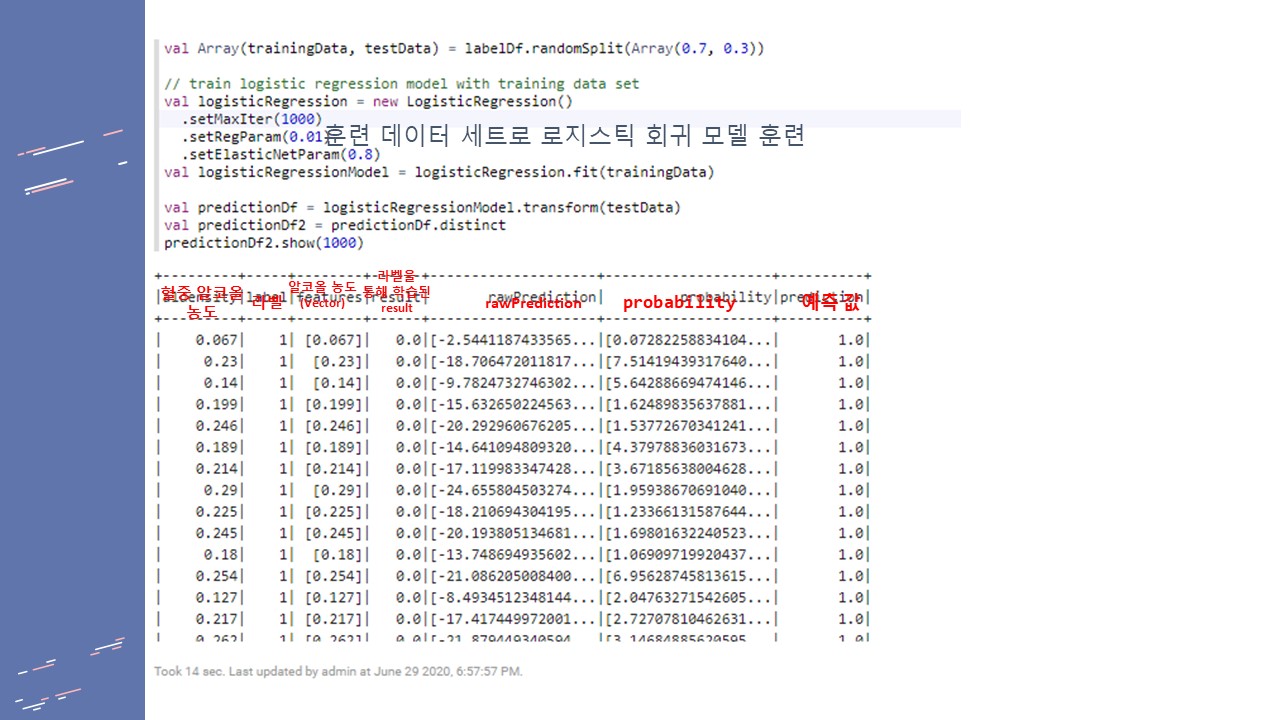 val Array(trainingData, testData) = labelDf.randomSplit(Array(0.7, 0.3))
// train logistic regression model with training data set
val logisticRegression = new LogisticRegression()
.setMaxIter(1000)
.setRegParam(0.01)
훈련 데이터 세트로 로지스틱 회귀 모델 훈련
.setElasticNetParam(0.8)
val logisticRegressionModel = logisticRegression.fit(trainingData)
val predictionDf = logisticRegressionModel.transform(testData)
val predictionDf2 = predictionDf.distinct
predictionDf2.show(1000)
+---------+-----+--------+------+--------------------+--------------------+----------+
혈중 알코올 농도
라벨
알코올 농도 (Vector)
라벨을 통해 학습된 result
rawPrediction
probability
예측 값
|label|features|result| rawPrediction| probability|prediction|
+---------+-----+--------+------+--------------------+--------------------+----------+
| 0.067| 1| [0.067]| 0.0|[-2.5441187433565...|[0.07282258834104...| 1.0|
| 0.23| 1| [0.23]| 0.0|[-18.706472011817...|[7.51419439317640...| 1.0|
| 0.14| 1| [0.14]| 0.0|[-9.7824732746302...|[5.64288669474146...| 1.0|
| 0.199| 1| [0.199]| 0.0|[-15.632650224563...|[1.62489835637881...| 1.0|
| 0.246| 1| [0.246]| 0.0|[-20.292960676205...|[1.53772670341241...| 1.0|
| 0.189| 1| [0.189]| 0.0|[-14.641094809320...|[4.37978836031673...| 1.0|
| 0.214| 1| [0.214]| 0.0|[-17.119983347428...|[3.67185638004628...| 1.0|
| 0.29| 1| [0.29]| 0.0|[-24.655804503274...|[1.95938670691040...| 1.0|
| 0.225| 1| [0.225]| 0.0|[-18.210694304195...|[1.23366131587644...| 1.0|
| 0.245| 1| [0.245]| 0.0|[-20.193805134681...|[1.69801632240523...| 1.0|
| 0.18| 1| [0.18]| 0.0|[-13.748694935602...|[1.06909719920437...| 1.0|
| 0.254| 1| [0.254]| 0.0|[-21.086205008400...|[6.95628745813615...| 1.0|
| 0.127| 1| [0.127]| 0.0|[-8.4934512348144...|[2.04763271542605...| 1.0|
| 0.217| 1| [0.217]| 0.0|[-17.417449972001...|[2.72707810462631...| 1.0|
| 0.262| 1| [0.262]| 0.0|[-21.879449340594...|[3.14684885620595...| 1.0|
Took 14 sec. Last updated by admin at June 29 2020, 6:57:57 PM.